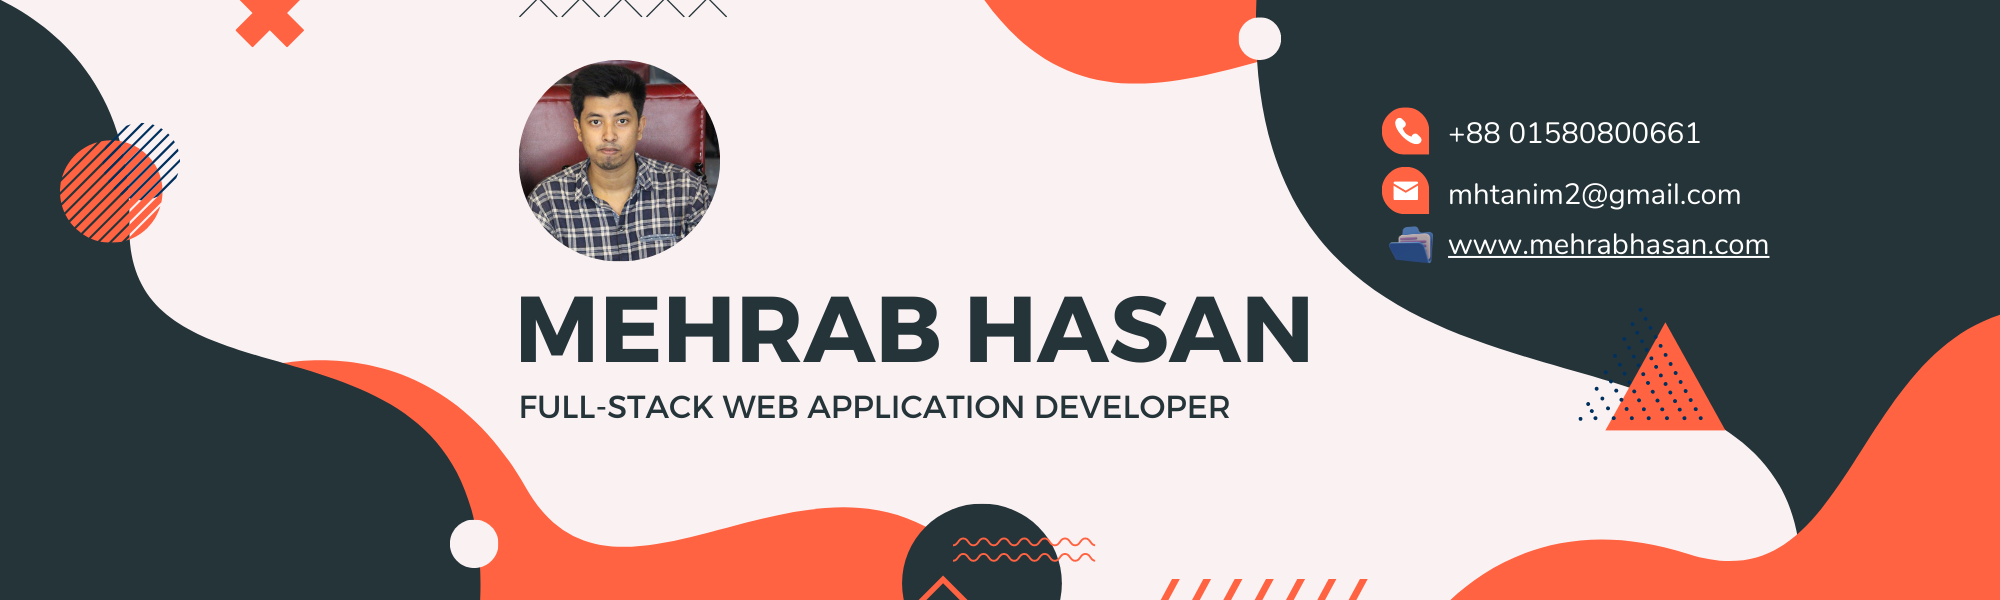 +88 01580800661
mhtanim2@gmail.com
www.mehrabhasan.com
MEHRAB HASAN
FULL-STACK WEB APPLICATION DEVELOPER